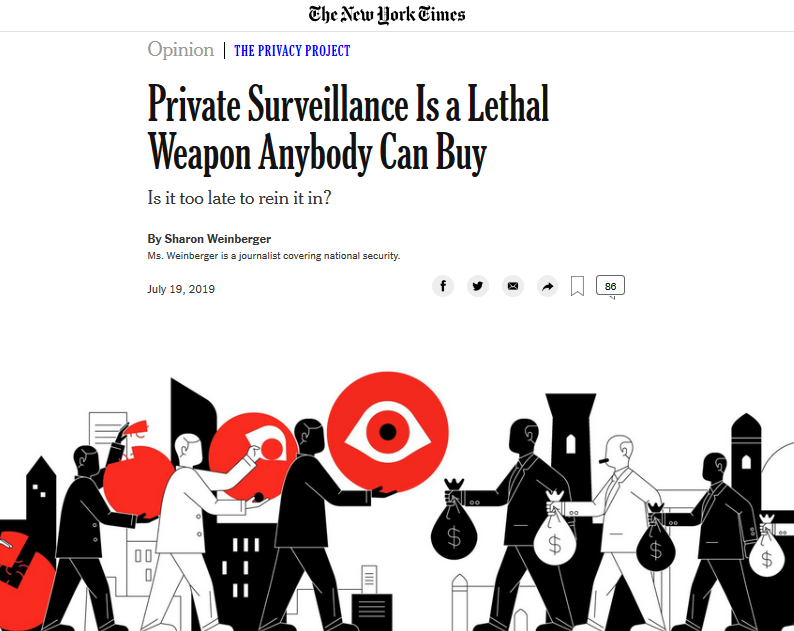 The New York Times
Opinion | THE PRIVACY PROJECT
Private Surveillance Is a Lethal
Weapon Anybody Can Buy
Is it too late to rein it in?
By Sharon Weinberger
Ms. Weinberger is a journalist covering national security.
July 19, 2019
86
$ $ $ $